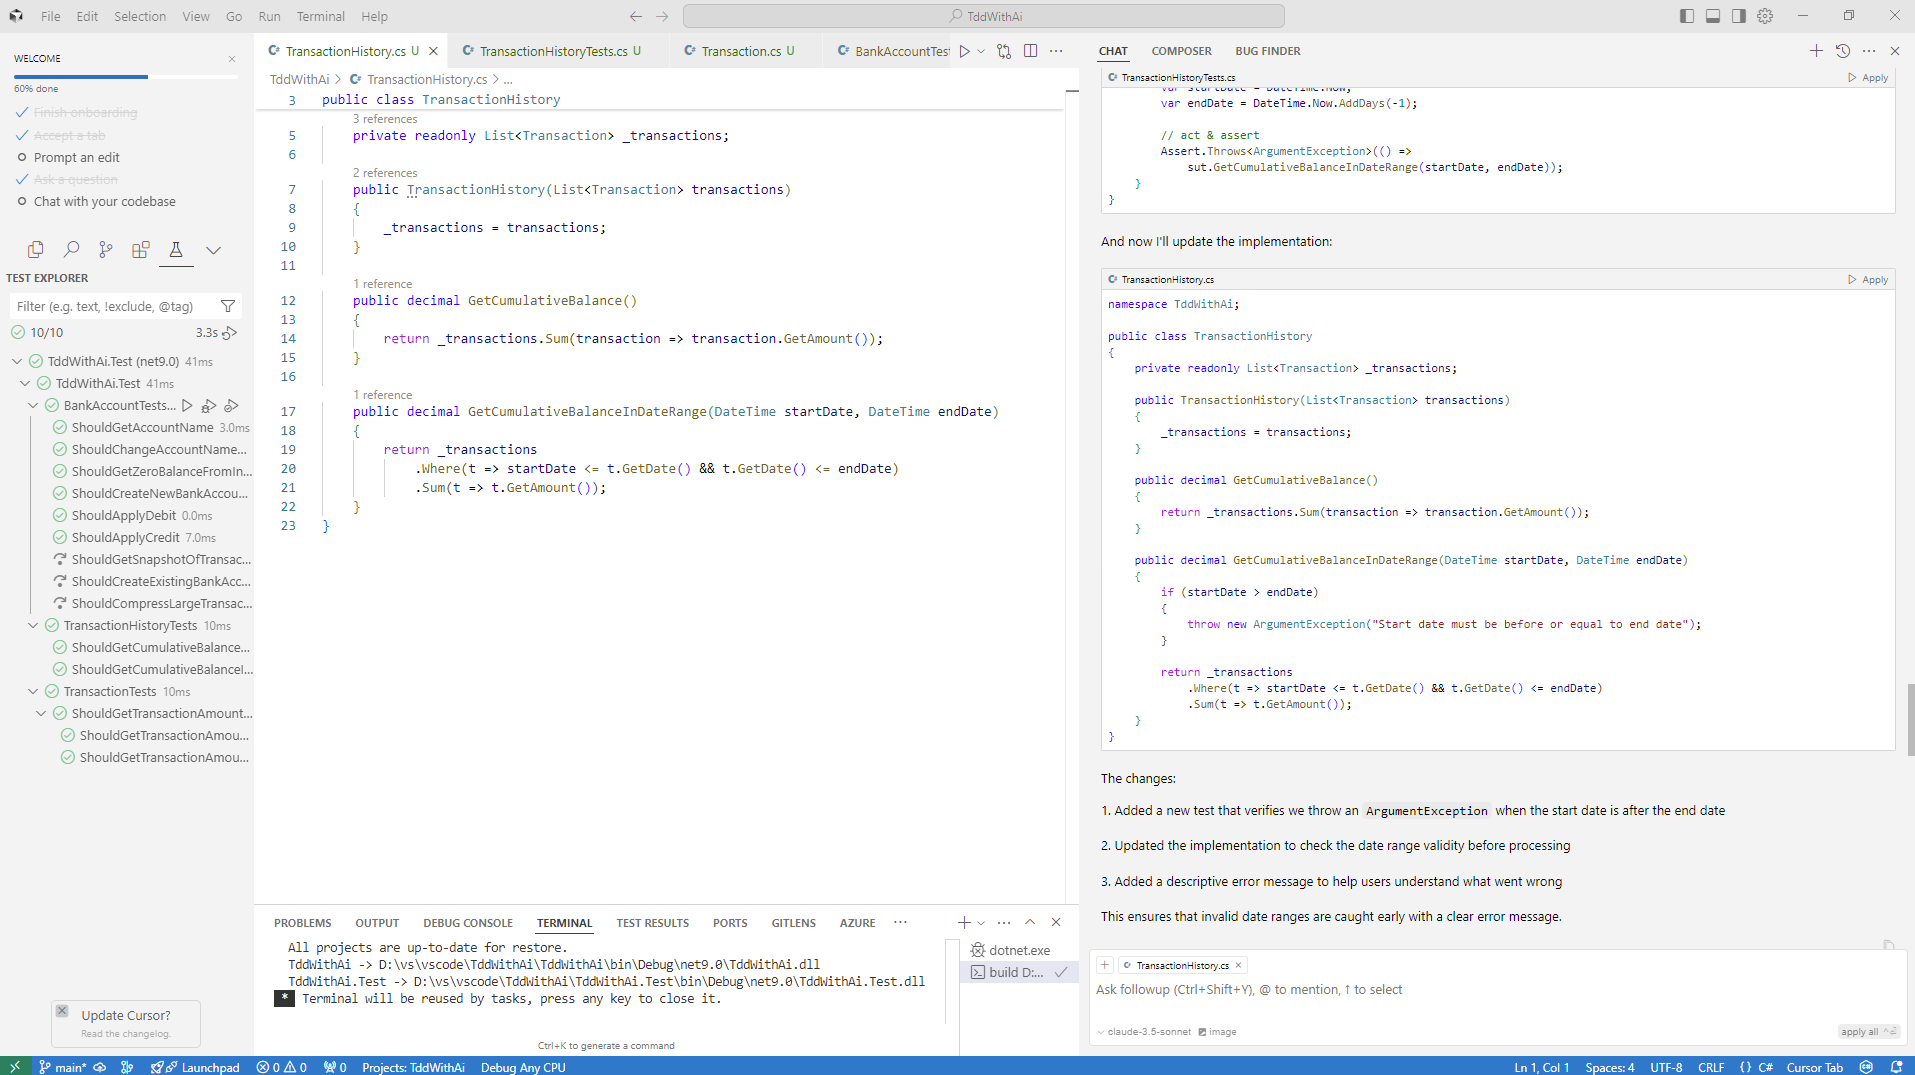 File Edit Selection View Go Run Terminal Help
TddWithAi
WELCOME
60% done
Finish onboarding
Accept a tab
Prompt an edit
Ask a question
Chat with your codebase
TEST EXPLORER
Filter (e.g. text, !exclude, @tag)
10/10 3.3s
TddWithAi.Test (net9.0) 41ms
TddWithAi.Test 41ms
BankAccountTests...
ShouldGetAccountName 3.0ms
ShouldChangeAccountName...
ShouldGetZeroBalanceFromIn...
ShouldCreateNewBankAccou...
ShouldApplyDebit 0.0ms
ShouldApplyCredit 7.0ms
ShouldGetSnapshotOfTransac...
ShouldCreateExistingBankAcc...
ShouldCompressLargeTransac...
TransactionHistoryTests 10ms
ShouldGetCumulativeBalance...
ShouldGetCumulativeBalanceI...
TransactionTests 10ms
ShouldGetTransactionAmount...
ShouldGetTransactionAmou...
ShouldGetTransactionAmou...
Update Cursor?
Read the changelog.
TransactionHistory.cs U TransactionHistoryTests.cs U Transaction.cs U BankAccountTest
TddWithAi > TransactionHistory.cs > ...
3 public class TransactionHistory
3 references
5 private readonly List<Transaction> _transactions;
6
2 references
7 public TransactionHistory(List<Transaction> transactions)
8 {
9 _transactions = transactions;
10 }
11
1 reference
12 public decimal GetCumulativeBalance()
13 {
14 return _transactions.Sum(transaction => transaction.GetAmount());
15 }
16
1 reference
17 public decimal GetCumulativeBalanceInDateRange(DateTime startDate, DateTime endDate)
18 {
19 return _transactions
20 .Where(t => startDate <= t.GetDate() && t.GetDate() <= endDate)
21 .Sum(t => t.GetAmount());
22 }
23 }
PROBLEMS OUTPUT DEBUG CONSOLE TERMINAL TEST RESULTS PORTS GITLENS AZURE ...
All projects are up-to-date for restore.
TddWithAi -> D:\vs\vscode\TddWithAi\TddWithAi\bin\Debug\net9.0\TddWithAi.dll
TddWithAi.Test -> D:\vs\vscode\TddWithAi\TddWithAi.Test\bin\Debug\net9.0\TddWithAi.Test.dll
* Terminal will be reused by tasks, press any key to close it.
Ctrl+K to generate a command
dotnet.exe
build D:...
CHAT COMPOSER BUG FINDER
TransactionHistoryTests.cs Apply
var startDate = DateTime.Now;
var endDate = DateTime.Now.AddDays(-1);
// act & assert
Assert.Throws<ArgumentException>(() =>
sut.GetCumulativeBalanceInDateRange(startDate, endDate));
}
}
And now I'll update the implementation:
TransactionHistory.cs Apply
namespace TddWithAi;
public class TransactionHistory
{
private readonly List<Transaction> _transactions;
public TransactionHistory(List<Transaction> transactions)
{
_transactions = transactions;
}
public decimal GetCumulativeBalance()
{
return _transactions.Sum(transaction => transaction.GetAmount());
}
public decimal GetCumulativeBalanceInDateRange(DateTime startDate, DateTime endDate)
{
if (startDate > endDate)
{
throw new ArgumentException("Start date must be before or equal to end date");
}
return _transactions
.Where(t => startDate <= t.GetDate() && t.GetDate() <= endDate)
.Sum(t => t.GetAmount());
}
}
The changes:
1. Added a new test that verifies we throw an ArgumentException when the start date is after the end date
2. Updated the implementation to check the date range validity before processing
3. Added a descriptive error message to help users understand what went wrong
This ensures that invalid date ranges are caught early with a clear error message.
TransactionHistory.cs
Ask followup (Ctrl+Shift+Y), @ to mention, ↑ to select
claude-3.5-sonnet image apply all
main* Launchpad 0 0 0 Projects: TddWithAi Debug Any CPU Ln 1, Col 1 Spaces: 4 UTF-8 CRLF {} C# Cursor Tab